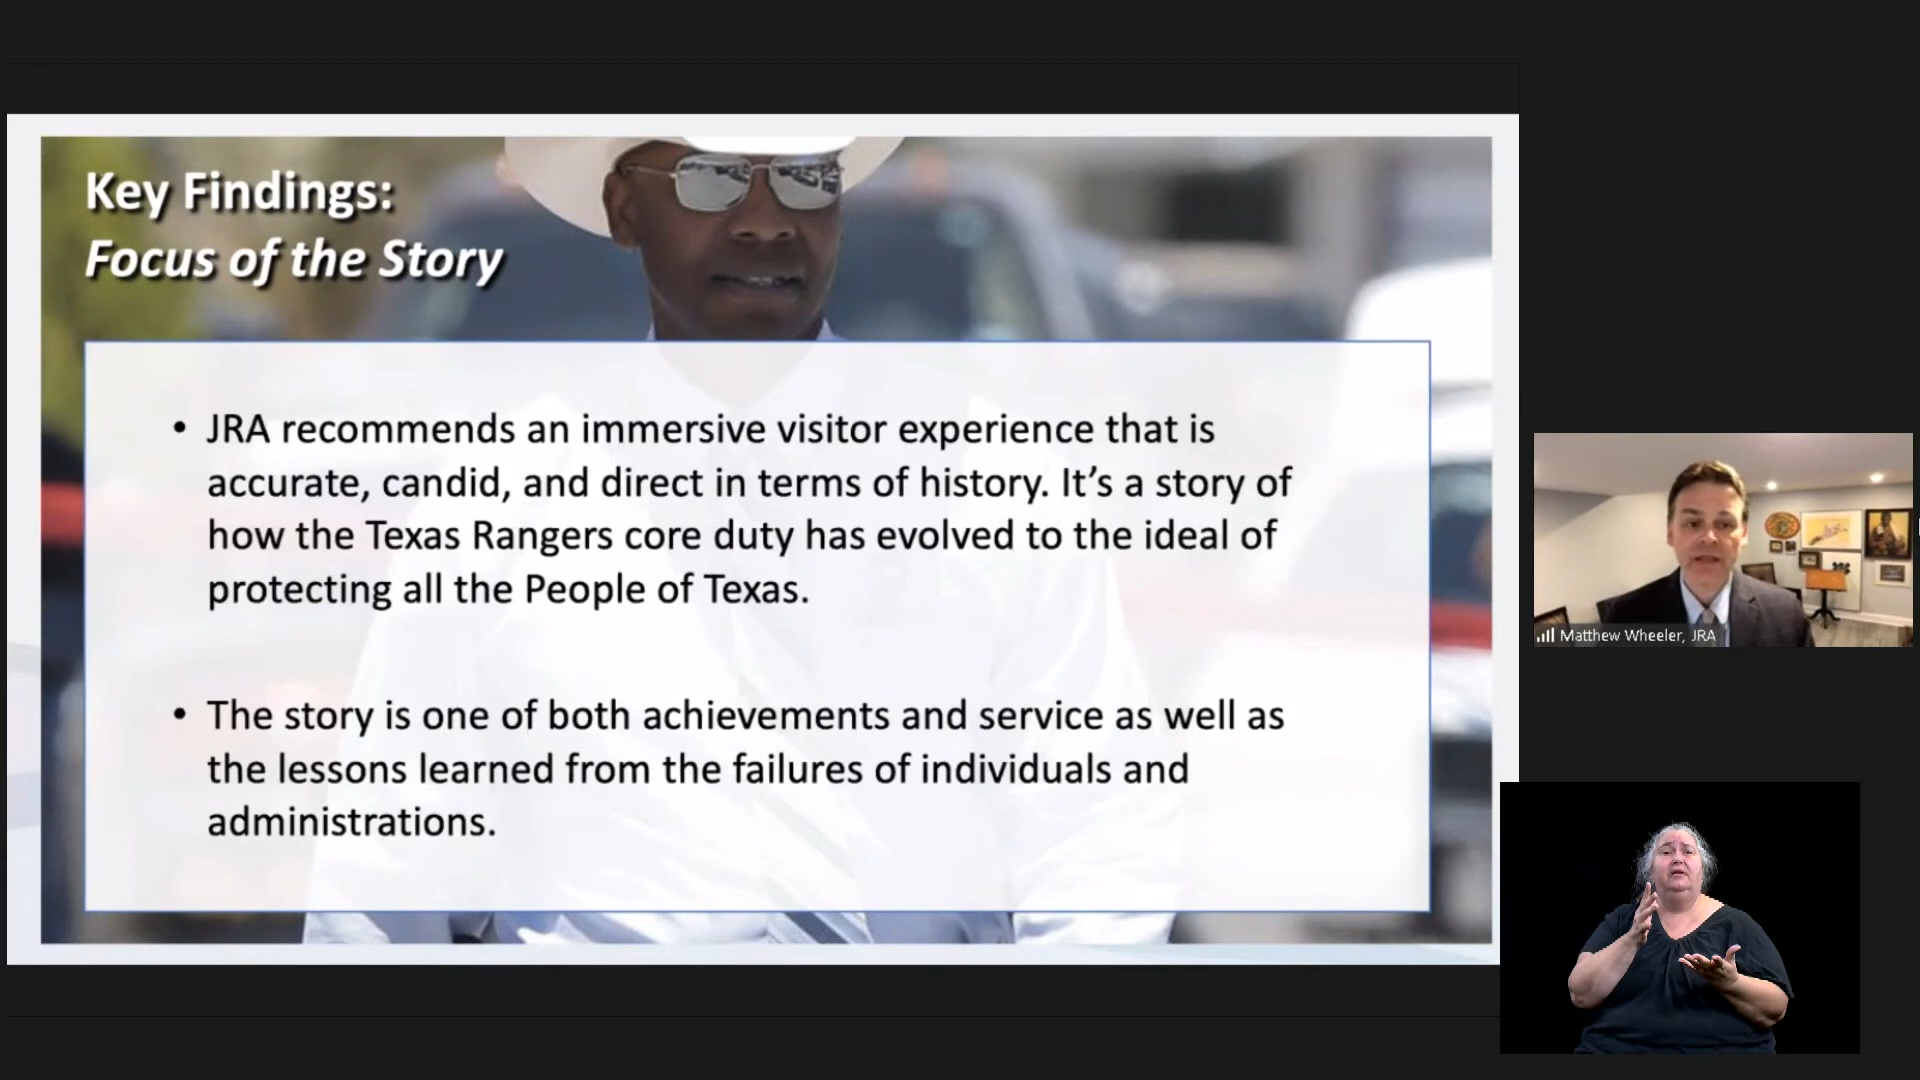 Key Findings:
Focus of the Story
• JRA recommends an immersive visitor experience that is
accurate, candid, and direct in terms of history. It’s a story of
how the Texas Rangers core duty has evolved to the ideal of
protecting all the People of Texas.
• The story is one of both achievements and service as well as
the lessons learned from the failures of individuals and
administrations.
Matthew Wheeler, JRA